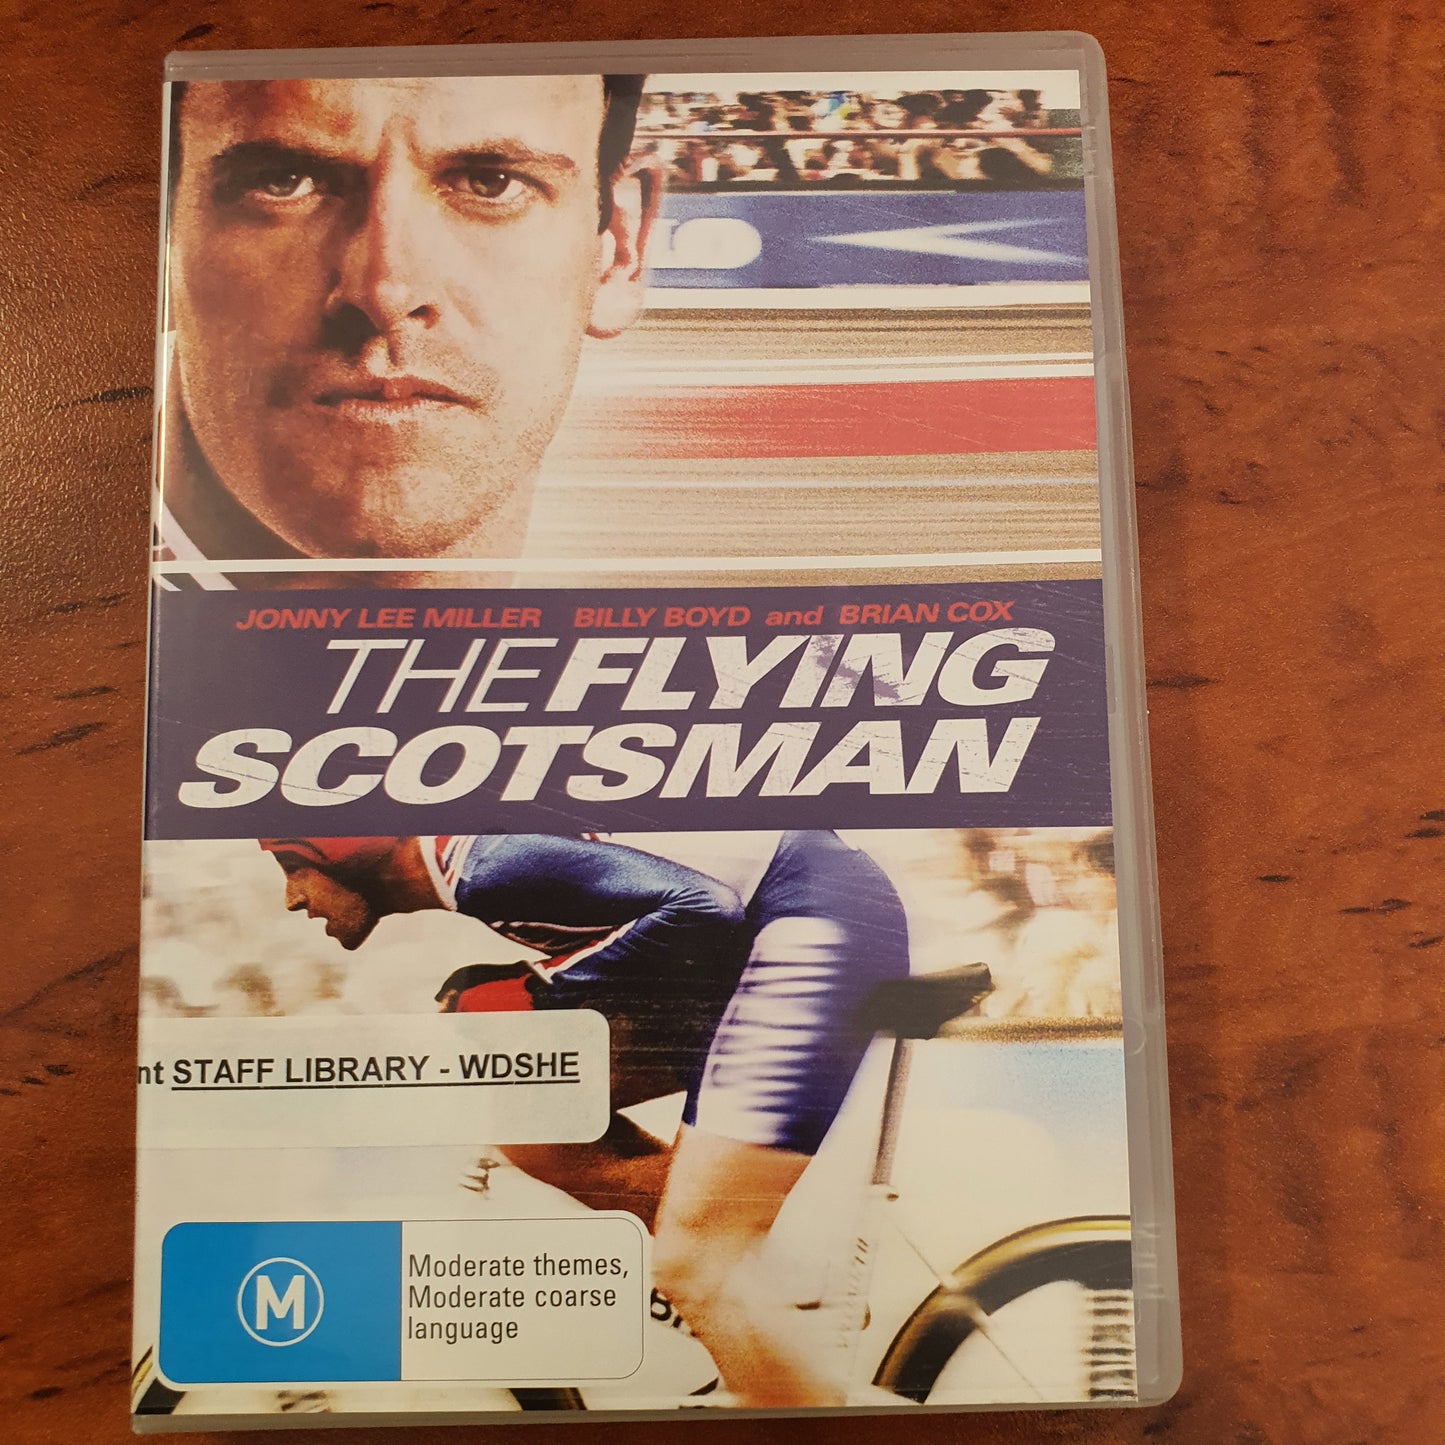 JONNY LEE MILLER BILLY BOYD and BRIAN COX
THE FLYING
SCOTSMAN
nt STAFF LIBRARY - WDSHE
M
Moderate themes,
Moderate coarse
language